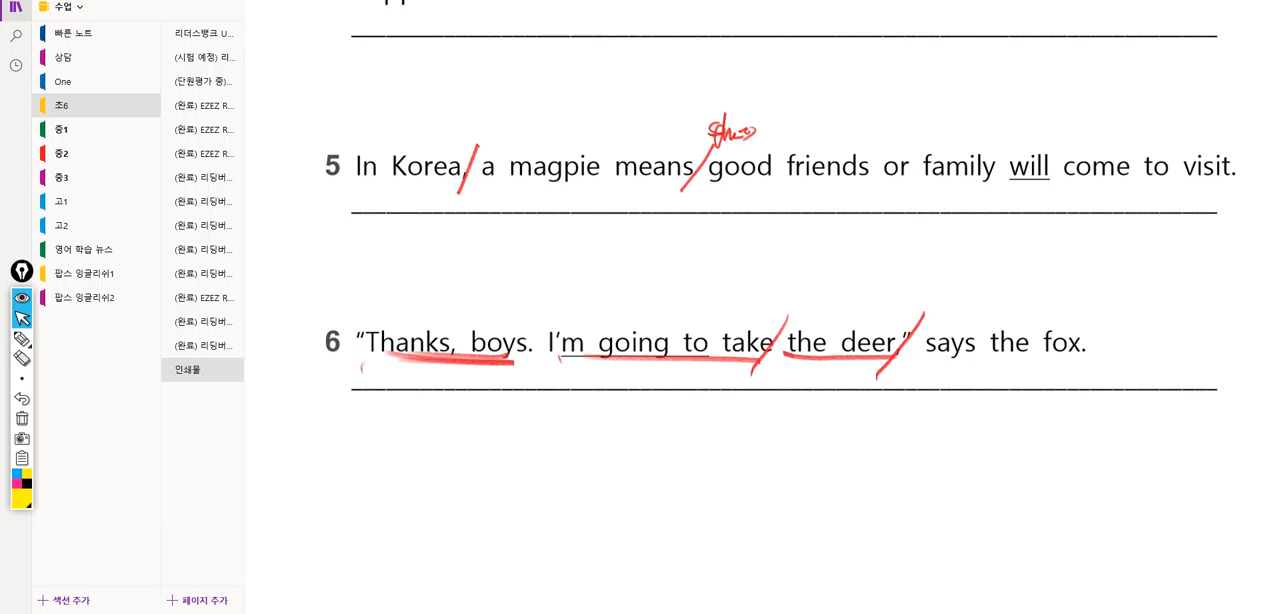 수업
빠른 노트
상담
One
초6
중1
중2
중3
고1
고2
영어 학습 뉴스
팝스 잉글리쉬1
팝스 잉글리쉬2
섹션 추가
리더스뱅크 U...
(시험 예정) 리...
(단원평가 중)...
(완료) EZEZ R...
(완료) EZEZ R...
(완료) EZEZ R...
(완료) 리딩버...
(완료) 리딩버...
(완료) 리딩버...
(완료) 리딩버...
(완료) 리딩버...
(완료) EZEZ R...
(완료) 리딩버...
(완료) 리딩버...
인쇄물
페이지 추가
5 In Korea, a magpie means good friends or family will come to visit.
6 “Thanks, boys. I’m going to take the deer,” says the fox.